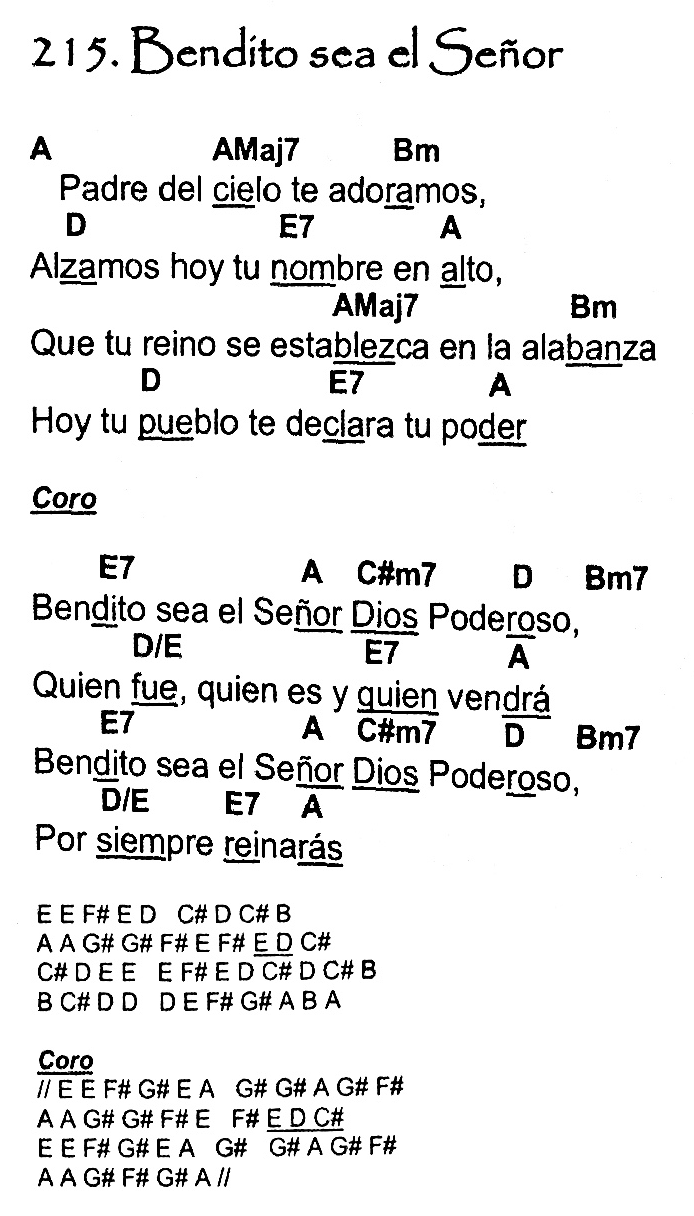 215. Bendito sea el Señor
A AMaj7 Bm
Padre del cielo te adoramos,
D E7 A
Alzamos hoy tu nombre en alto,
AMaj7 Bm
Que tu reino se establezca en la alabanza
D E7 A
Hoy tu pueblo te declara tu poder
Coro
E7 A C#m7 D Bm7
Bendito sea el Señor Dios Poderoso,
D/E E7 A
Quien fue, quien es y quien vendrá
E7 A C#m7 D Bm7
Bendito sea el Señor Dios Poderoso,
D/E E7 A
Por siempre reinarás
E E F# E D C# D C# B
A A G# G# F# E F# E D C#
C# D E E E F# E D C# D C# B
B C# D D D E F# G# A B A
Coro
// E E F# G# E A G# G# A G# F#
A A G# G# F# E F# E D C#
E E F# G# E A G# G# A G# F#
A A G# F# G# A //